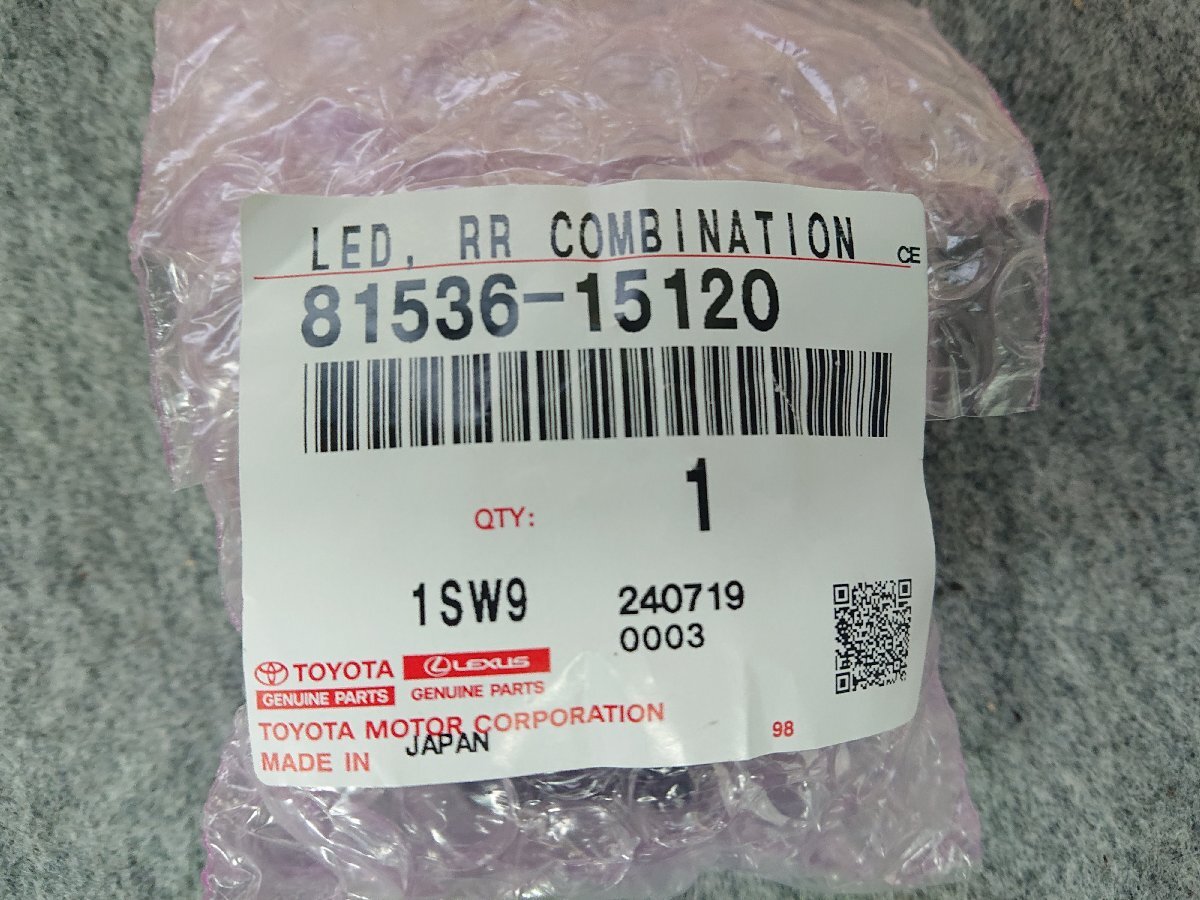 LED, RR COMBINATION
CE
81536-15120
QTY: 1
1SW9 240719
0003
TOYOTA LEXUS
GENUINE PARTS GENUINE PARTS
TOYOTA MOTOR CORPORATION
MADE IN JAPAN
98